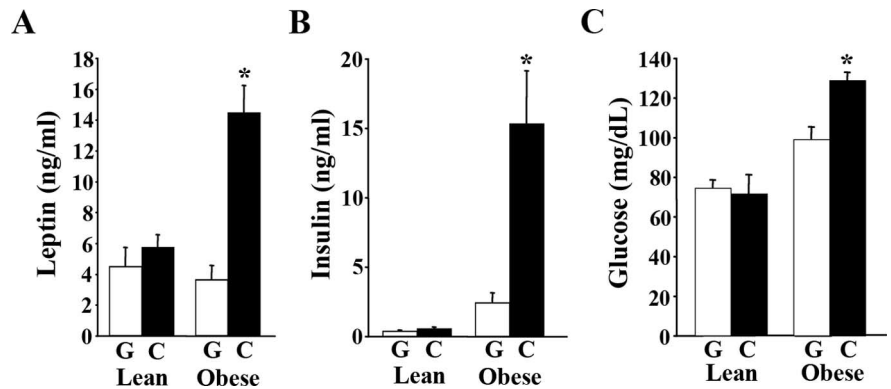 A
Leptin (ng/ml)
18
16
14
12
10
8
6
4
2
0
*
G C G C
Lean Obese
B
Insulin (ng/ml)
20
15
10
5
0
*
G C G C
Lean Obese
C
Glucose (mg/dL)
140
120
100
80
60
40
20
0
*
G C G C
Lean Obese